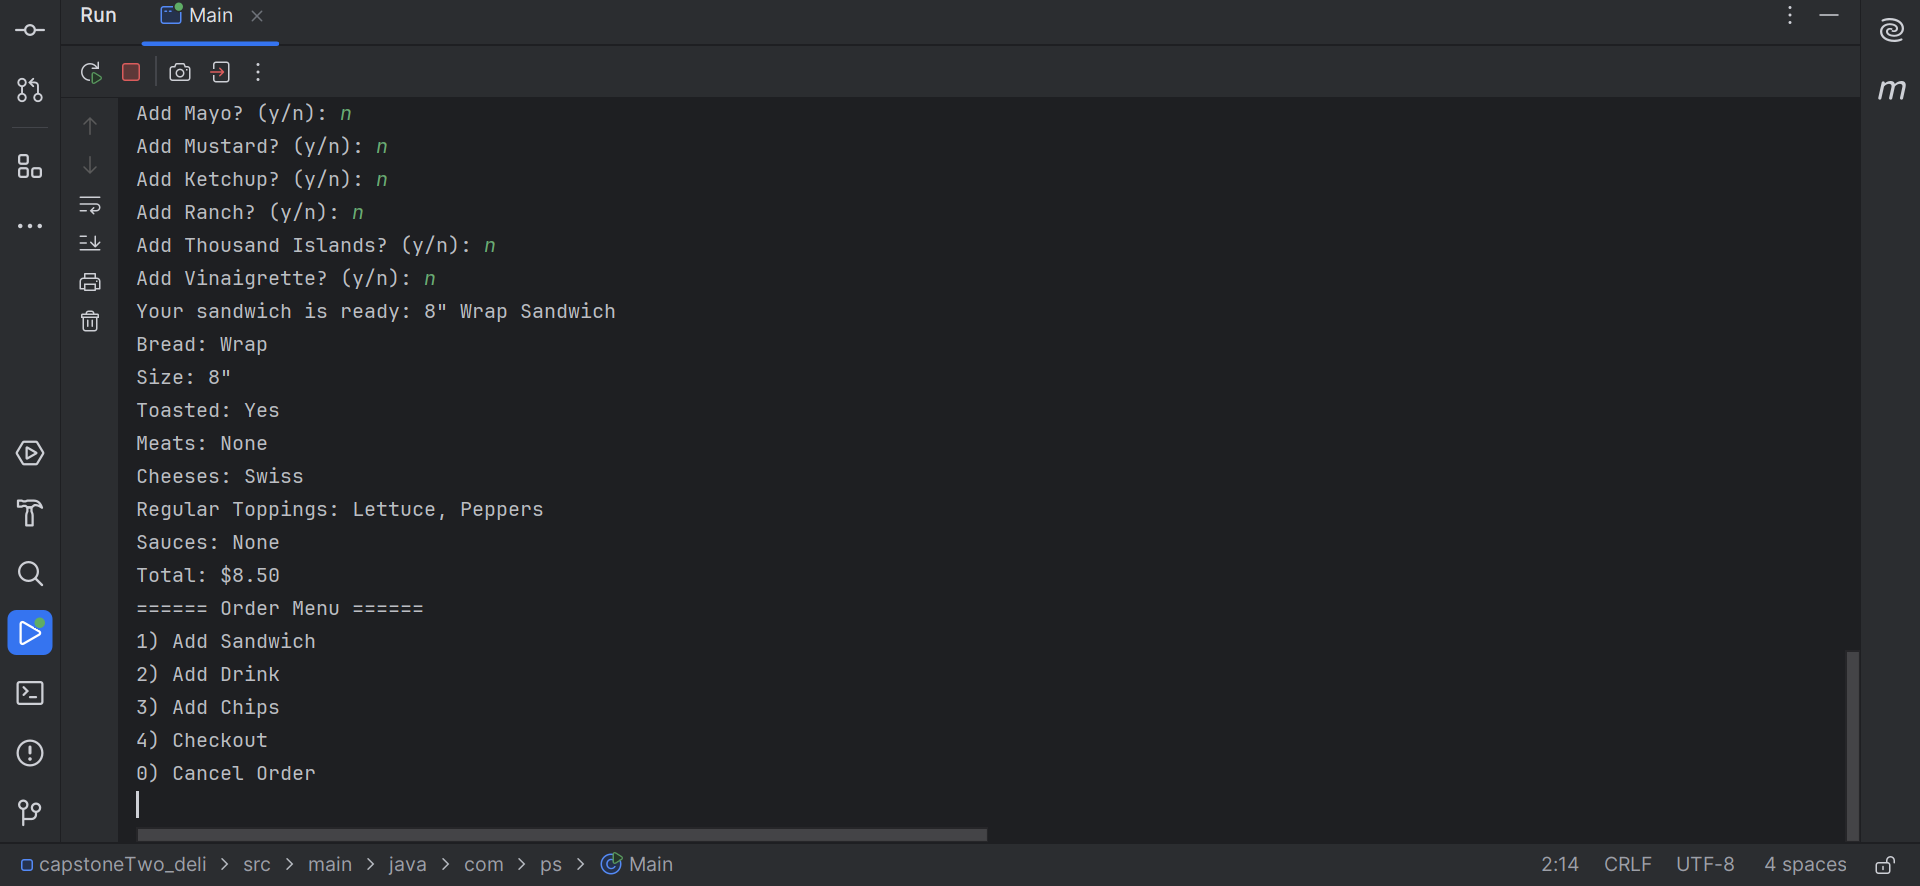 Run Main
Add Mayo? (y/n): n
Add Mustard? (y/n): n
Add Ketchup? (y/n): n
Add Ranch? (y/n): n
Add Thousand Islands? (y/n): n
Add Vinaigrette? (y/n): n
Your sandwich is ready: 8" Wrap Sandwich
Bread: Wrap
Size: 8"
Toasted: Yes
Meats: None
Cheeses: Swiss
Regular Toppings: Lettuce, Peppers
Sauces: None
Total: $8.50
====== Order Menu ======
1) Add Sandwich
2) Add Drink
3) Add Chips
4) Checkout
0) Cancel Order
m
capstoneTwo_deli > src > main > java > com > ps > Main 2:14 CRLF UTF-8 4 spaces